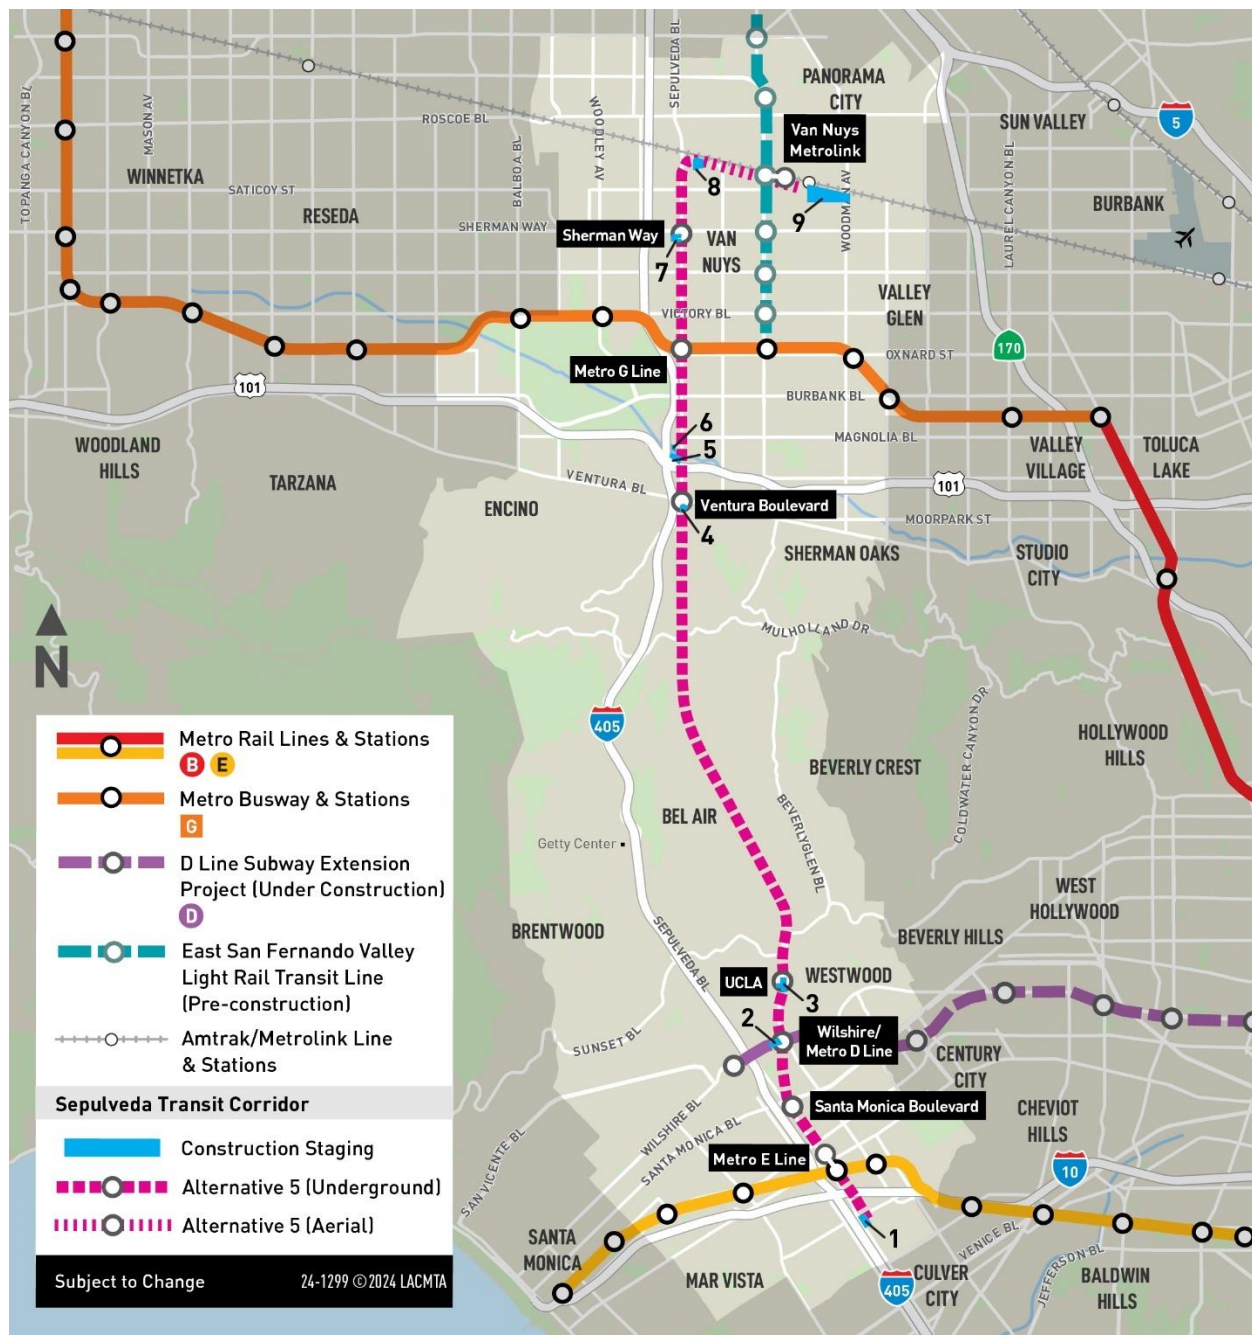 SEPULVEDA BL
PANORAMA
CITY
SUN VALLEY
5
TOPANGA CANYON BL
MASON AV
ROSCOE BL
WOODLEY AV
BALBOA BL
Van Nuys
Metrolink
LAUREL CANYON BL
WINNETKA
SATICOY ST
RESEDA
SHERMAN WAY
8
9
WOODMAN AV
BURBANK
Sherman Way
7
VAN
NUYS
VICTORY BL
VALLEY
GLEN
170
OXNARD ST
Metro G Line
101
BURBANK BL
6
5
MAGNOLIA BL
WOODLAND
HILLS
TARZANA
VENTURA BL
VALLEY
VILLAGE
TOLUCA
LAKE
101
ENCINO
Ventura Boulevard
4
MOORPARK ST
SHERMAN OAKS
STUDIO
CITY
MULHOLLAND DR
N
405
COLDWATER CANYON DR
HOLLYWOOD
HILLS
BEVERLY CREST
BEL AIR
BEVERLYGLEN BL
Getty Center
WEST
HOLLYWOOD
BRENTWOOD
SEPULVEDA BL
BEVERLY HILLS
UCLA
WESTWOOD
3
2
Wilshire/
Metro D Line
SUNSET BL
CENTURY
CITY
Santa Monica Boulevard
CHEVIOT
HILLS
WILSHIRE BL
SANTA MONICA BL
SAN VICENTE BL
Metro E Line
10
1
SANTA
MONICA
VENICE BL
JEFFERSON BL
MAR VISTA
405
CULVER
CITY
BALDWIN
HILLS
Metro Rail Lines & Stations
B E
Metro Busway & Stations
G
D Line Subway Extension
Project (Under Construction)
D
East San Fernando Valley
Light Rail Transit Line
(Pre-construction)
Amtrak/Metrolink Line
& Stations
Sepulveda Transit Corridor
Construction Staging
Alternative 5 (Underground)
Alternative 5 (Aerial)
Subject to Change 24-1299 ©2024 LACMTA